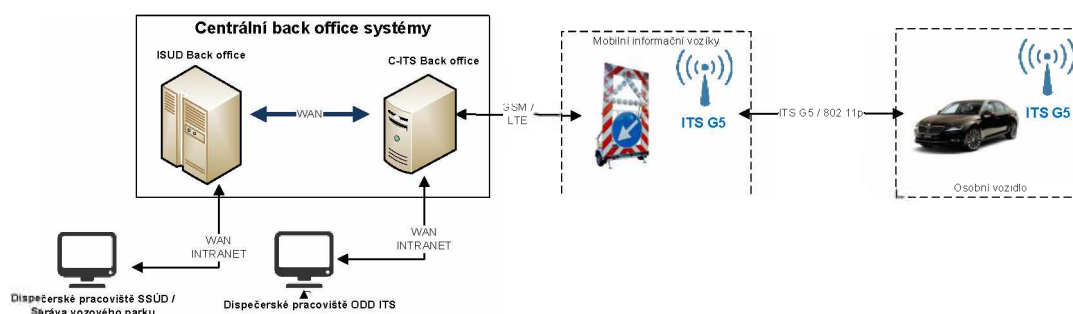 Centrální back office systémy
ISUD Back office
C-ITS Back office
WAN
GSM /
LTE
Mobilní informační vozíky
ITS G5
ITS G5 / 802 11p
ITS G5
Osobní vozidlo
WAN
INTRANET
WAN
INTRANET
Dispečerské pracoviště SSÚD /
Správa vozového parku
Dispečerské pracoviště ODD ITS